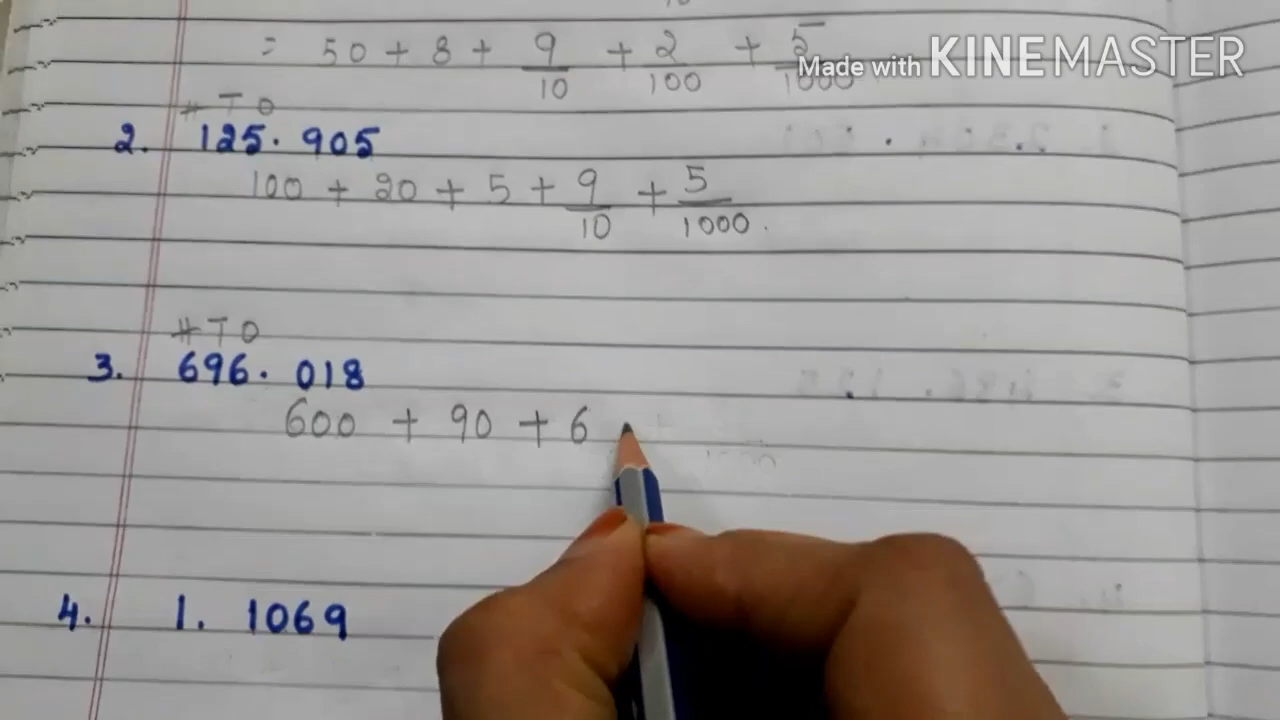 = 50 + 8 + 9/10 + 2/100 + 5/1000
Made with KINEMASTER
H T O
2. 125.905
100 + 20 + 5 + 9/10 + 5/1000.
H T O
3. 696.018
600 + 90 + 6
4. 1.1069